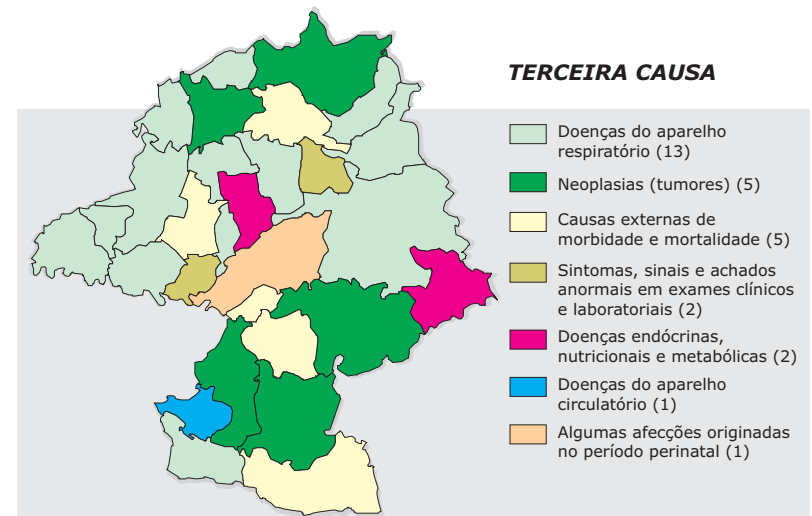 TERCEIRA CAUSA
Doenças do aparelho
respiratório (13)
Neoplasias (tumores) (5)
Causas externas de
morbidade e mortalidade (5)
Sintomas, sinais e achados
anormais em exames clínicos
e laboratoriais (2)
Doenças endócrinas,
nutricionais e metabólicas (2)
Doenças do aparelho
circulatório (1)
Algumas afecções originadas
no período perinatal (1)